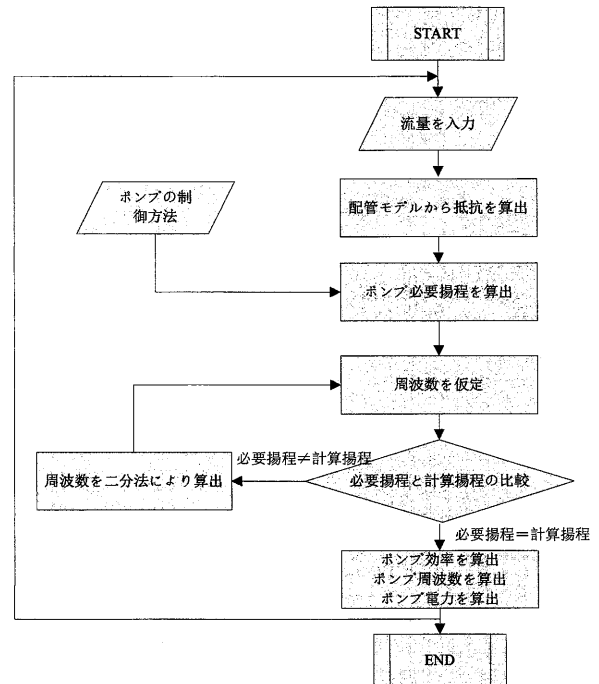 START
流量を入力
ポンプの制
御方法
配管モデルから抵抗を算出
ポンプ必要揚程を算出
周波数を仮定
必要揚程≠計算揚程
周波数を二分法により算出
必要揚程と計算揚程の比較
必要揚程＝計算揚程
ポンプ効率を算出
ポンプ周波数を算出
ポンプ電力を算出
END